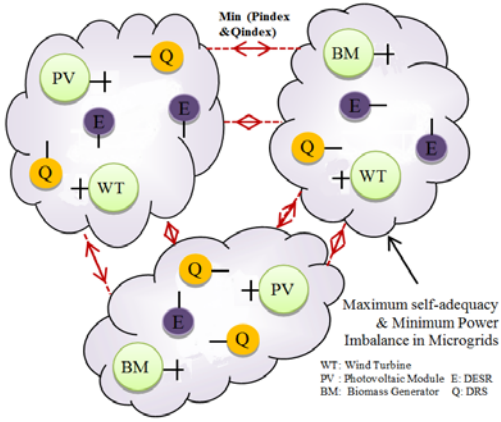 Min (Pindex
&Qindex)
Q
PV
E
E
Q
WT
BM
E
E
Q
WT
Q
PV
E
Q
BM
Maximum self-adequacy
& Minimum Power
Imbalance in Microgrids
WT: Wind Turbine
PV : Photovoltaic Module E: DESR
BM: Biomass Generator Q: DRS